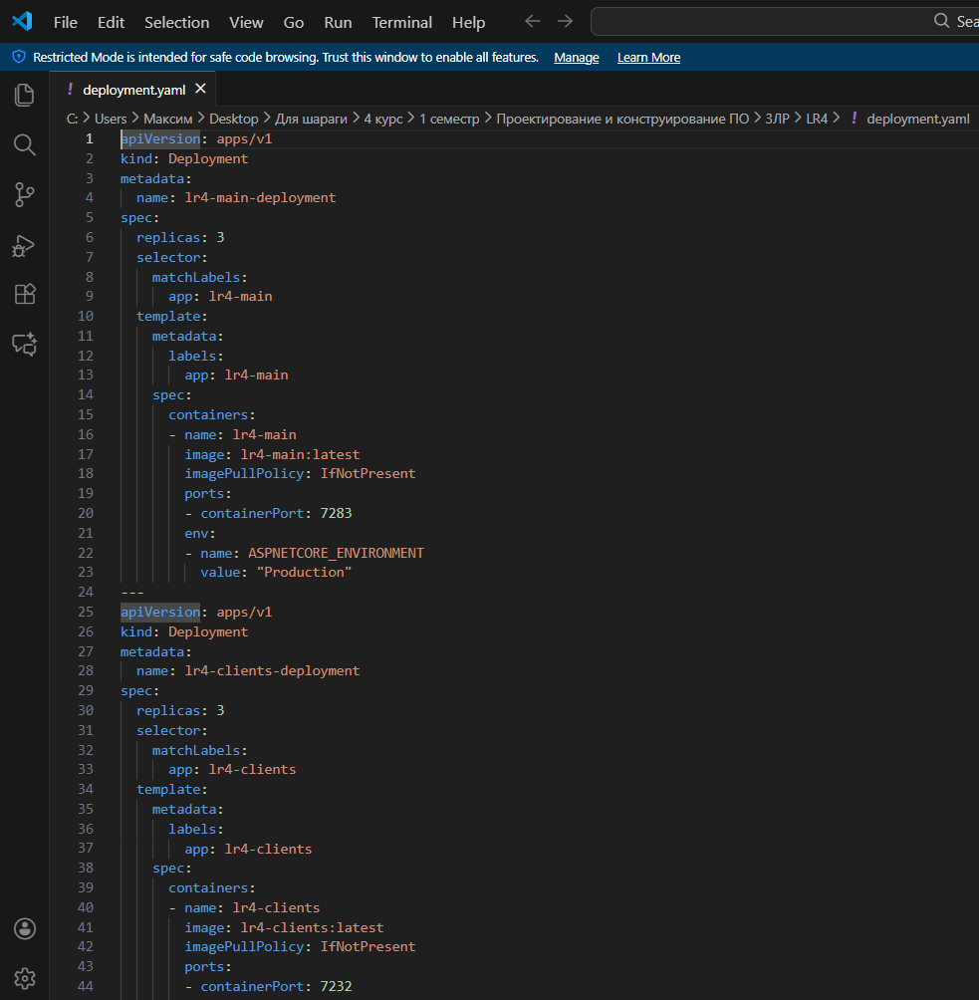 File Edit Selection View Go Run Terminal Help Sea
Restricted Mode is intended for safe code browsing. Trust this window to enable all features. Manage Learn More
! deployment.yaml
C: > Users > Максим > Desktop > Для шараги > 4 курс > 1 семестр > Проектирование и конструирование ПО > ЗЛР > LR4 > ! deployment.yaml
1 apiVersion: apps/v1
2 kind: Deployment
3 metadata:
4   name: lr4-main-deployment
5 spec:
6   replicas: 3
7   selector:
8     matchLabels:
9       app: lr4-main
10   template:
11     metadata:
12       labels:
13         app: lr4-main
14     spec:
15       containers:
16       - name: lr4-main
17         image: lr4-main:latest
18         imagePullPolicy: IfNotPresent
19         ports:
20         - containerPort: 7283
21         env:
22         - name: ASPNETCORE_ENVIRONMENT
23           value: "Production"
24 ---
25 apiVersion: apps/v1
26 kind: Deployment
27 metadata:
28   name: lr4-clients-deployment
29 spec:
30   replicas: 3
31   selector:
32     matchLabels:
33       app: lr4-clients
34   template:
35     metadata:
36       labels:
37         app: lr4-clients
38     spec:
39       containers:
40       - name: lr4-clients
41         image: lr4-clients:latest
42         imagePullPolicy: IfNotPresent
43         ports:
44         - containerPort: 7232